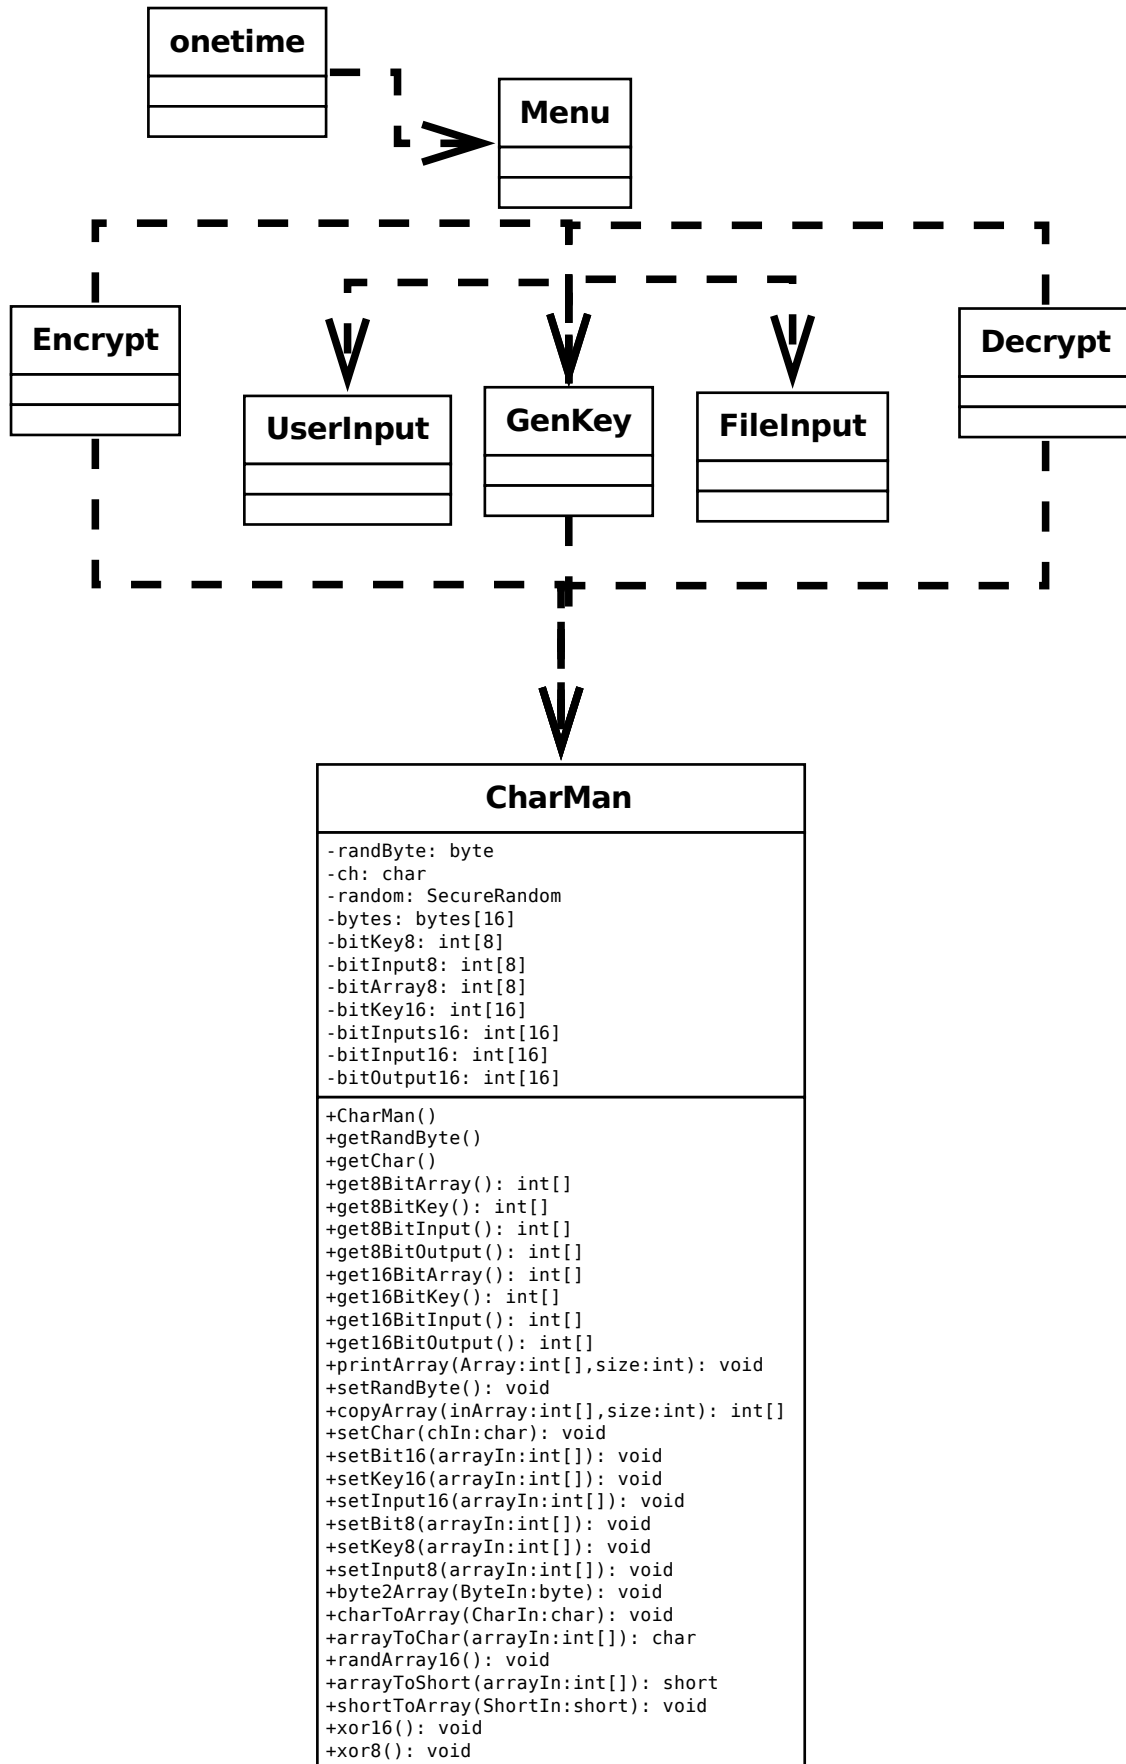 onetime
Menu
Encrypt
UserInput
GenKey
FileInput
Decrypt
CharMan
-randByte: byte
-ch: char
-random: SecureRandom
-bytes: bytes[16]
-bitKey8: int[8]
-bitInput8: int[8]
-bitArray8: int[8]
-bitKey16: int[16]
-bitInputs16: int[16]
-bitInput16: int[16]
-bitOutput16: int[16]
+CharMan()
+getRandByte()
+getChar()
+get8BitArray(): int[]
+get8BitKey(): int[]
+get8BitInput(): int[]
+get8BitOutput(): int[]
+get16BitArray(): int[]
+get16BitKey(): int[]
+get16BitInput(): int[]
+get16BitOutput(): int[]
+printArray(Array:int[],size:int): void
+setRandByte(): void
+copyArray(inArray:int[],size:int): int[]
+setChar(chIn:char): void
+setBit16(arrayIn:int[]): void
+setKey16(arrayIn:int[]): void
+setInput16(arrayIn:int[]): void
+setBit8(arrayIn:int[]): void
+setKey8(arrayIn:int[]): void
+setInput8(arrayIn:int[]): void
+byte2Array(ByteIn:byte): void
+charToArray(CharIn:char): void
+arrayToChar(arrayIn:int[]): char
+randArray16(): void
+arrayToShort(arrayIn:int[]): short
+shortToArray(ShortIn:short): void
+xor16(): void
+xor8(): void